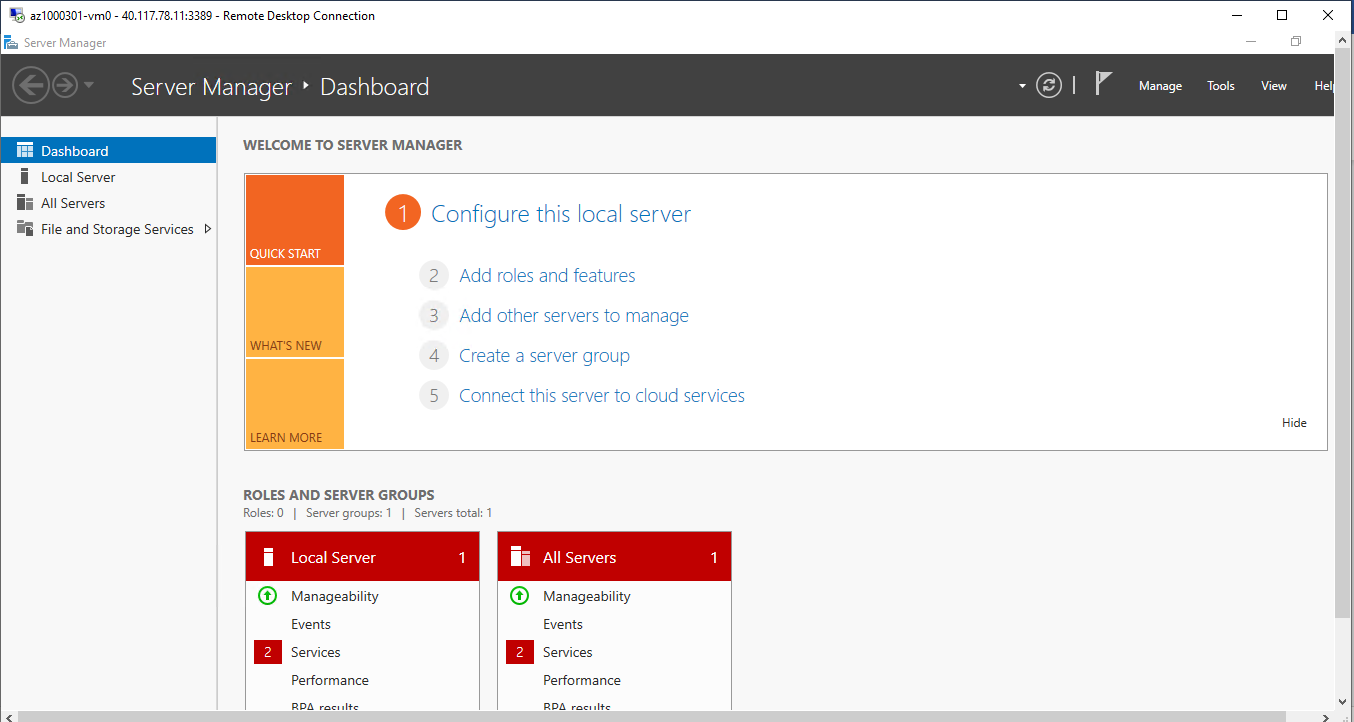 az1000301-vm0 - 40.117.78.11:3389 - Remote Desktop Connection
Server Manager
Server Manager ‣ Dashboard
Manage Tools View Help
Dashboard
Local Server
All Servers
File and Storage Services
WELCOME TO SERVER MANAGER
QUICK START
WHAT'S NEW
LEARN MORE
1 Configure this local server
2 Add roles and features
3 Add other servers to manage
4 Create a server group
5 Connect this server to cloud services
Hide
ROLES AND SERVER GROUPS
Roles: 0 | Server groups: 1 | Servers total: 1
Local Server 1
Manageability
Events
2 Services
Performance
BPA results
All Servers 1
Manageability
Events
2 Services
Performance
BPA results